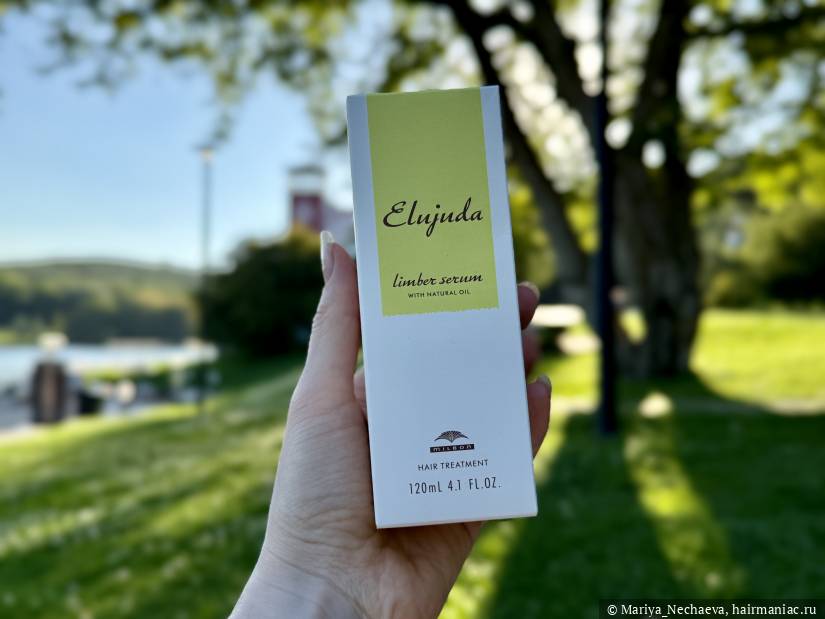 Elujuda
limber serum
WITH NATURAL OIL
MILBON
HAIR TREATMENT
120mL 4.1 FL.OZ.
© Mariya_Nechaeva, hairmaniac.ru